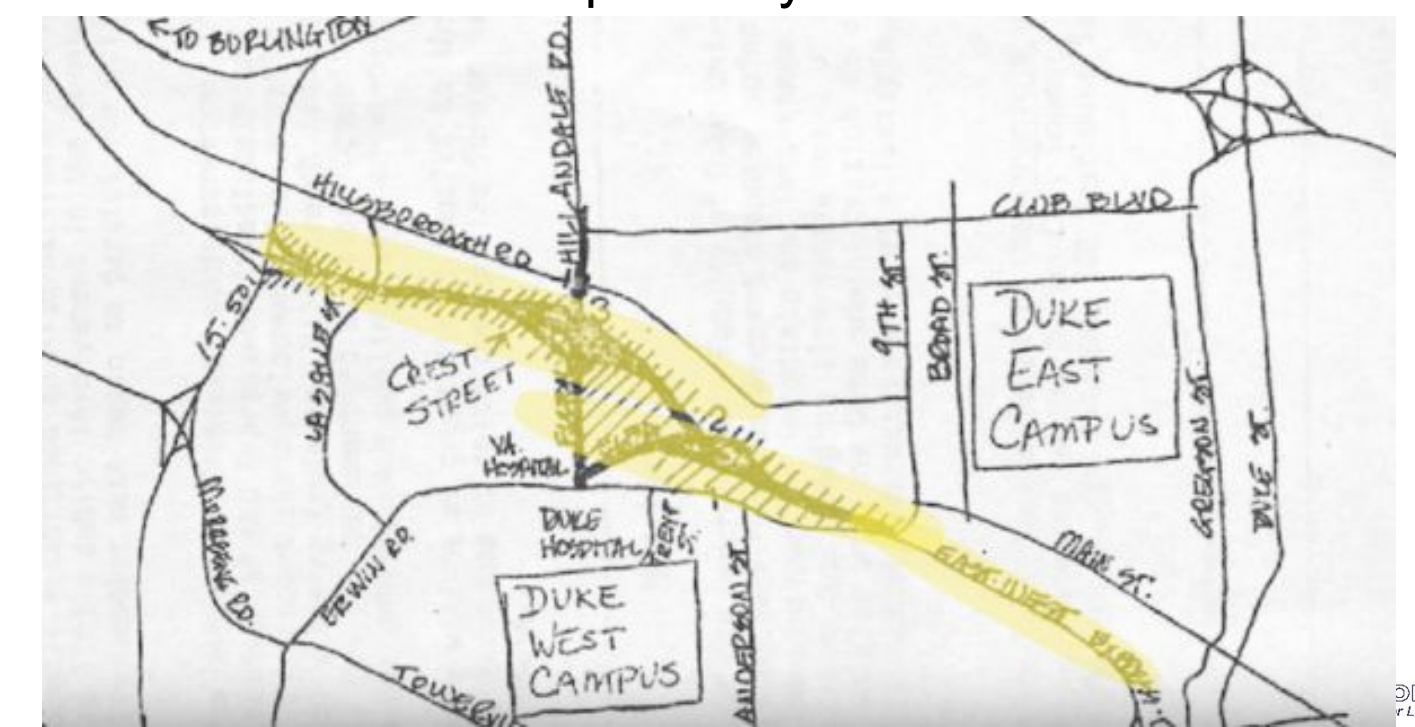 TO BURLINGTON
HILLANDALE RD.
HILLSBOROUGH RD
CLUB BLVD
15-501
LASALLE ST.
CREST
STREET
9TH ST.
BROAD ST.
DUKE
EAST
CAMPUS
GREGSON ST.
DUKE ST.
VA.
HOSPITAL
DUKE
HOSPITAL
MORREENE RD.
ERWIN RD.
DUKE
WEST
CAMPUS
ANDERSON ST.
MAIN ST.
EAST-WEST EXPWY.